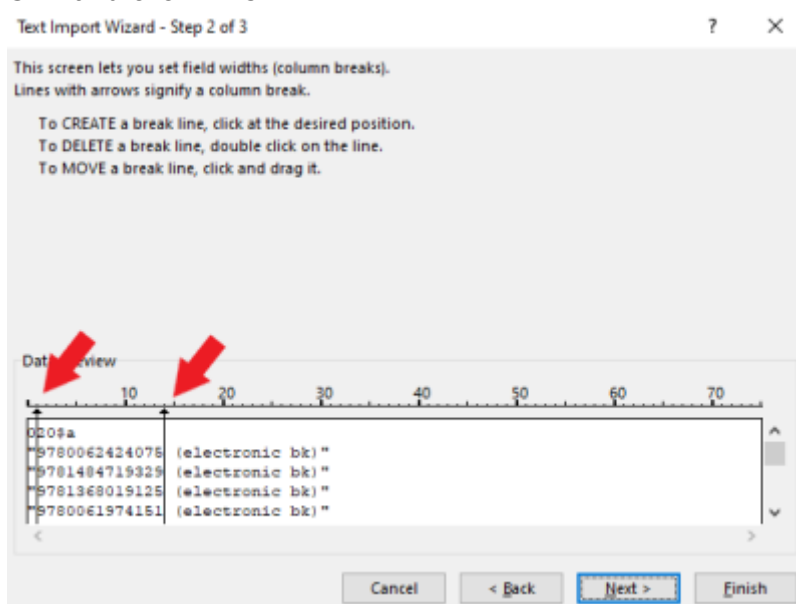 Text Import Wizard - Step 2 of 3 ? ×
This screen lets you set field widths (column breaks).
Lines with arrows signify a column break.
To CREATE a break line, click at the desired position.
To DELETE a break line, double click on the line.
To MOVE a break line, click and drag it.
10 20 30 40 50 60 70
020$a
"9780062424075 (electronic bk)"
"9781484719329 (electronic bk)"
"9781368019125 (electronic bk)"
"9780061974151 (electronic bk)"
Cancel < Back Next > Finish